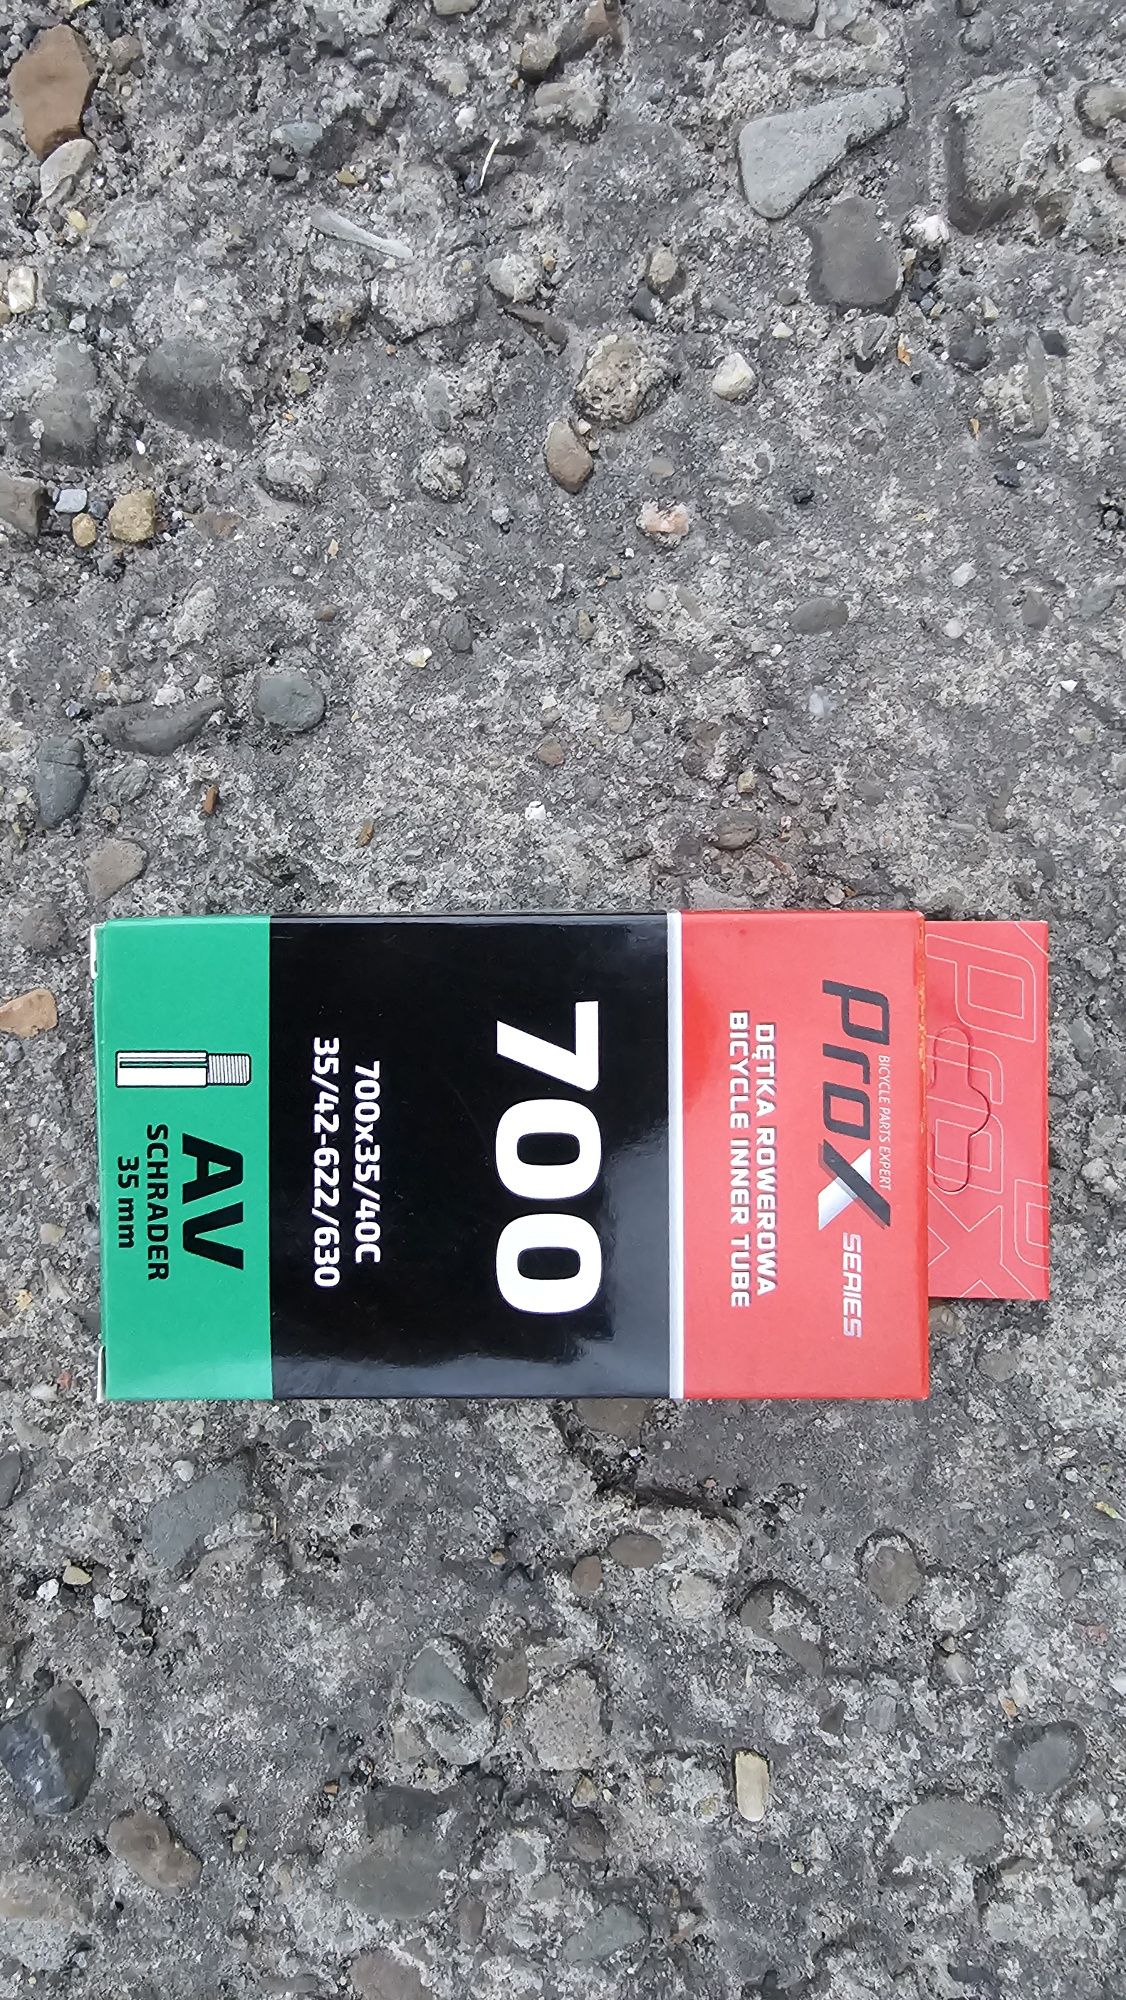 Prox
Prox
BICYCLE PARTS EXPERT
SERIES
DĘTKA ROWEROWA
BICYCLE INNER TUBE
700
700x35/40C
35/42-622/630
AV
SCHRADER
35 mm